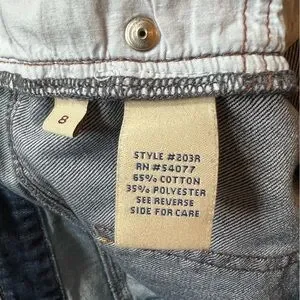 8
STYLE #203R
RN #54077
65% COTTON
35% POLYESTER
SEE REVERSE
SIDE FOR CARE